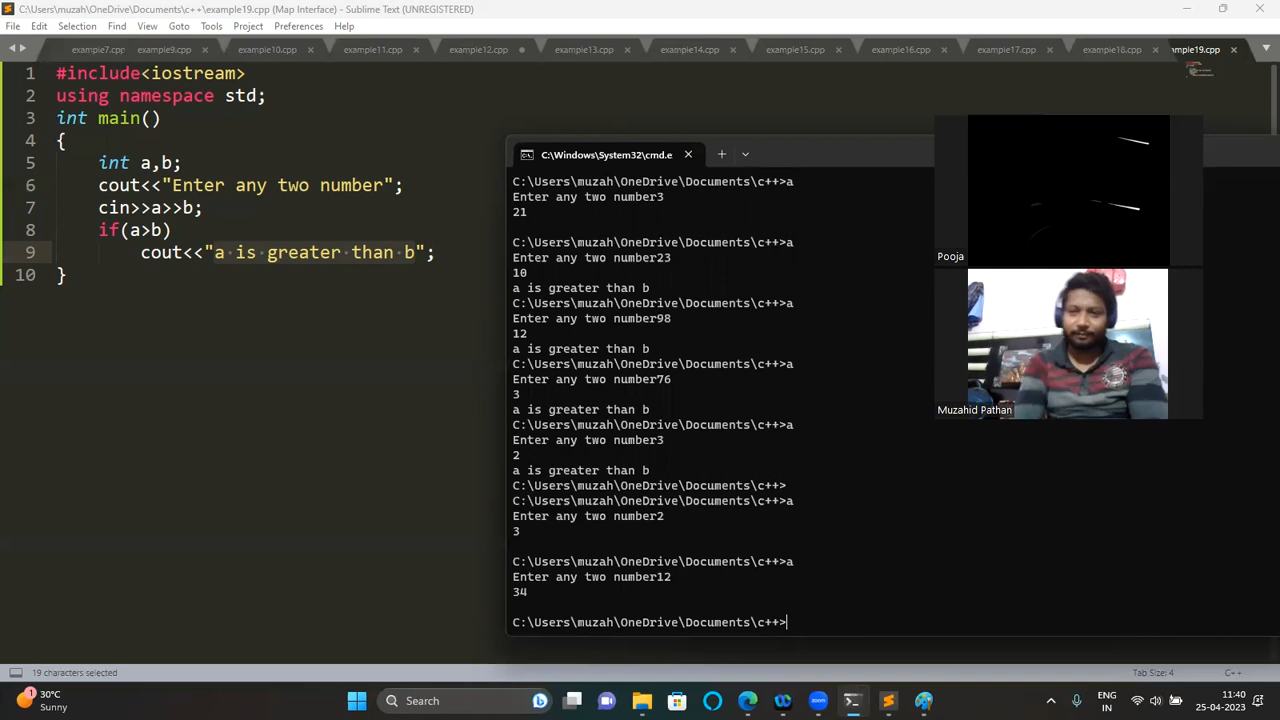 C:\Users\muzah\OneDrive\Documents\c++\example19.cpp (Map Interface) - Sublime Text (UNREGISTERED)
File Edit Selection Find View Goto Tools Project Preferences Help
example7.cpp example9.cpp example10.cpp example11.cpp example12.cpp example13.cpp example14.cpp example15.cpp example16.cpp example17.cpp example18.cpp mple19.cpp
1 #include<iostream>
2 using namespace std;
3 int main()
4 {
5 int a,b;
6 cout<<"Enter any two number";
7 cin>>a>>b;
8 if(a>b)
9 cout<<"a is greater than b";
10 }
C:\Windows\System32\cmd.e
C:\Users\muzah\OneDrive\Documents\c++>a
Enter any two number3
21
C:\Users\muzah\OneDrive\Documents\c++>a
Enter any two number23
10
a is greater than b
C:\Users\muzah\OneDrive\Documents\c++>a
Enter any two number98
12
a is greater than b
C:\Users\muzah\OneDrive\Documents\c++>a
Enter any two number76
3
a is greater than b
C:\Users\muzah\OneDrive\Documents\c++>a
Enter any two number3
2
a is greater than b
C:\Users\muzah\OneDrive\Documents\c++>
C:\Users\muzah\OneDrive\Documents\c++>a
Enter any two number2
3
C:\Users\muzah\OneDrive\Documents\c++>a
Enter any two number12
34
C:\Users\muzah\OneDrive\Documents\c++>
Pooja
Muzahid Pathan
19 characters selected
Tab Size: 4 C++
1
30°C
Sunny
Search
zoom
ENG
IN
11:40
25-04-2023